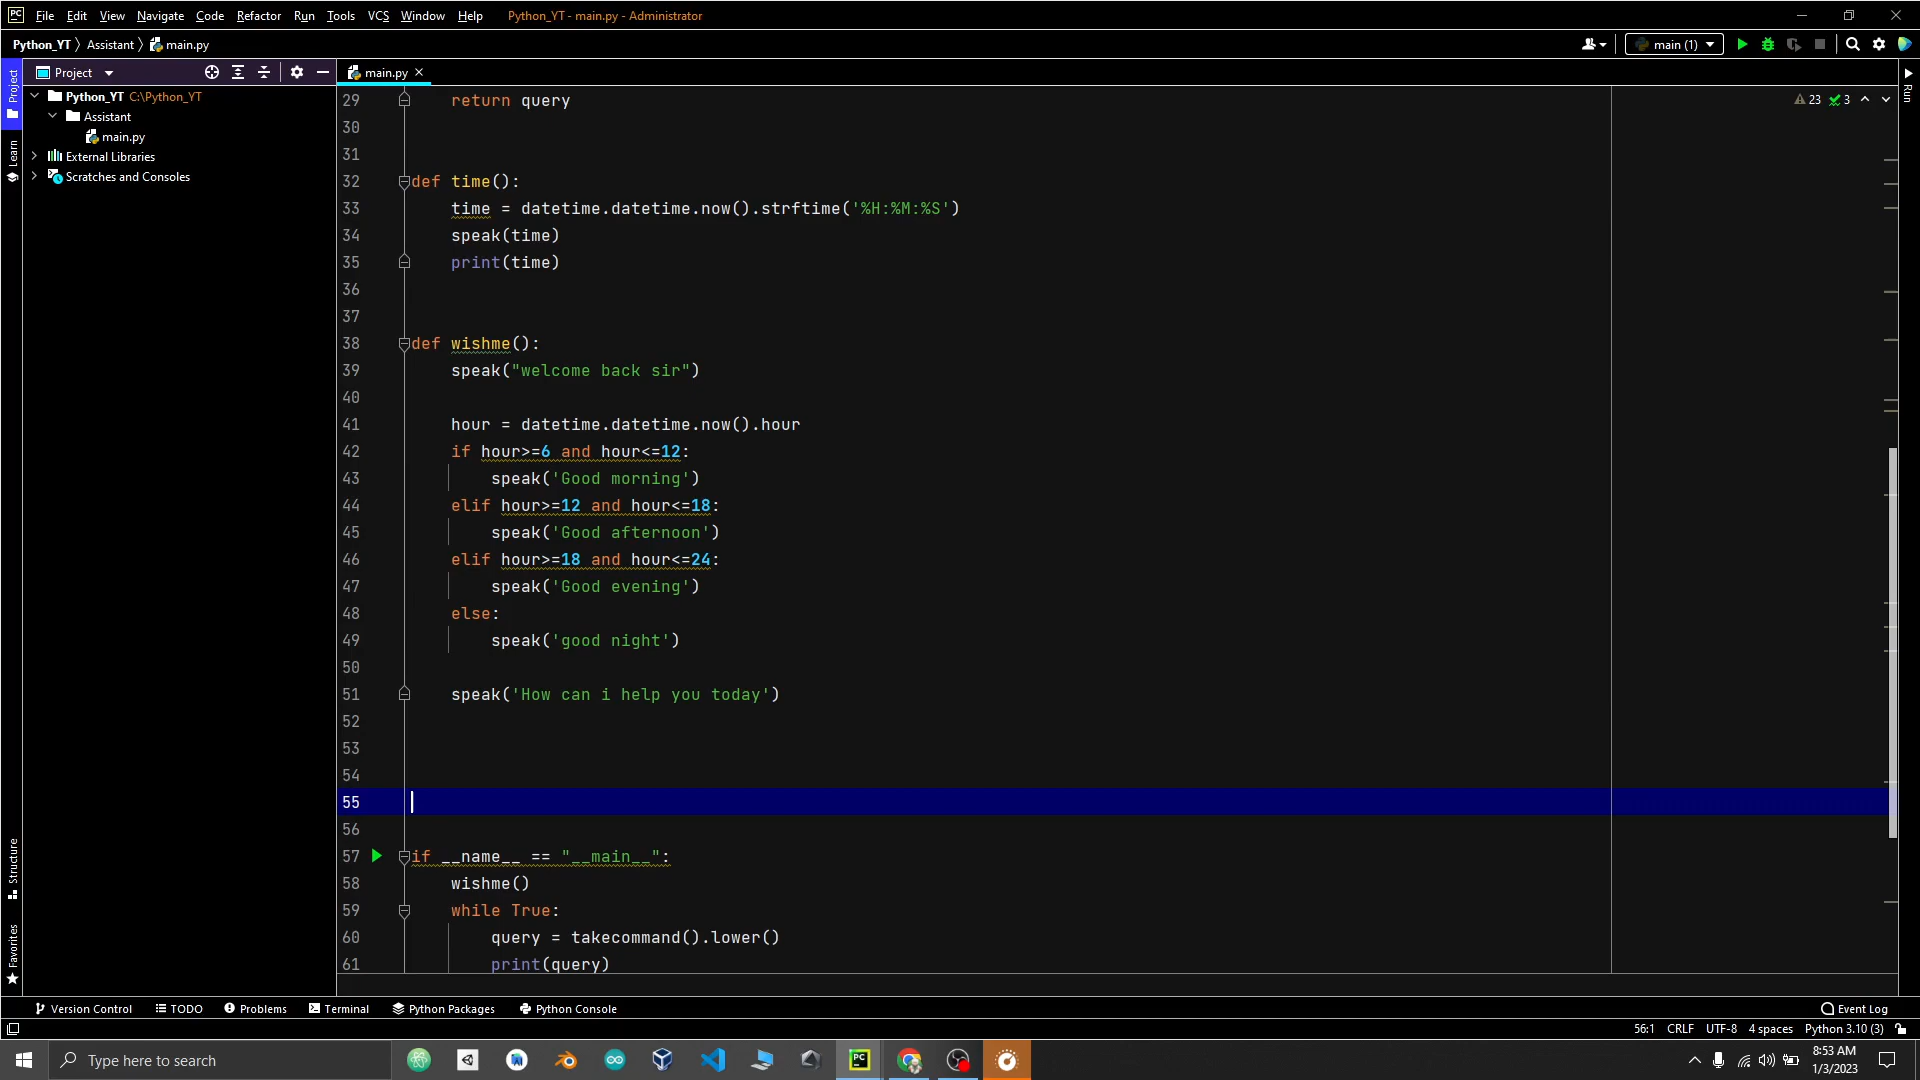 PC File Edit View Navigate Code Refactor Run Tools VCS Window Help Python_YT - main.py - Administrator
Python_YT Assistant main.py main (1)
Project
main.py
Project
Learn
Structure
Favorites
Run
Python_YT C:\Python_YT
Assistant
main.py
External Libraries
Scratches and Consoles
23 3
29 return query
30
31
32 def time():
33 time = datetime.datetime.now().strftime('%H:%M:%S')
34 speak(time)
35 print(time)
36
37
38 def wishme():
39 speak("welcome back sir")
40
41 hour = datetime.datetime.now().hour
42 if hour>=6 and hour<=12:
43 speak('Good morning')
44 elif hour>=12 and hour<=18:
45 speak('Good afternoon')
46 elif hour>=18 and hour<=24:
47 speak('Good evening')
48 else:
49 speak('good night')
50
51 speak('How can i help you today')
52
53
54
55
56
57 if __name__ == "__main__":
58 wishme()
59 while True:
60 query = takecommand().lower()
61 print(query)
Version Control TODO Problems Terminal Python Packages Python Console Event Log
56:1 CRLF UTF-8 4 spaces Python 3.10 (3)
Type here to search
PC
8:53 AM
1/3/2023